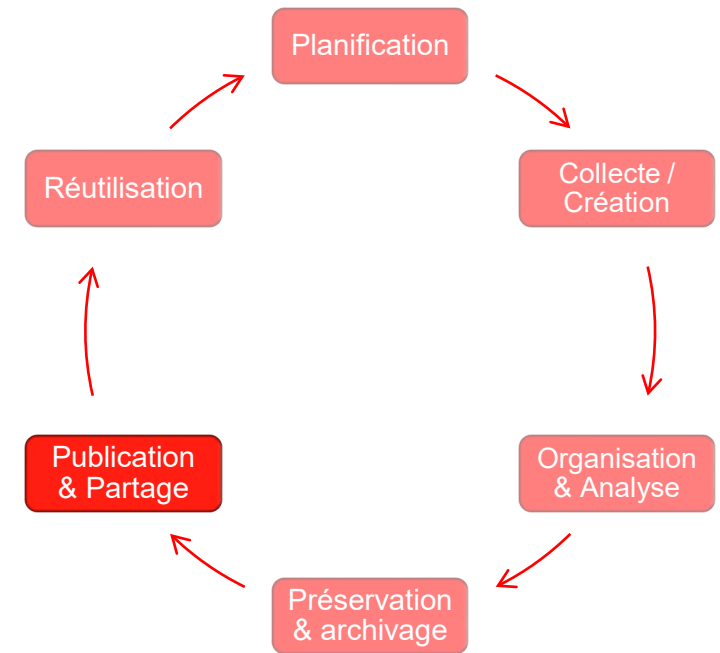 Planification
Collecte /
Création
Organisation
& Analyse
Préservation
& archivage
Publication
& Partage
Réutilisation